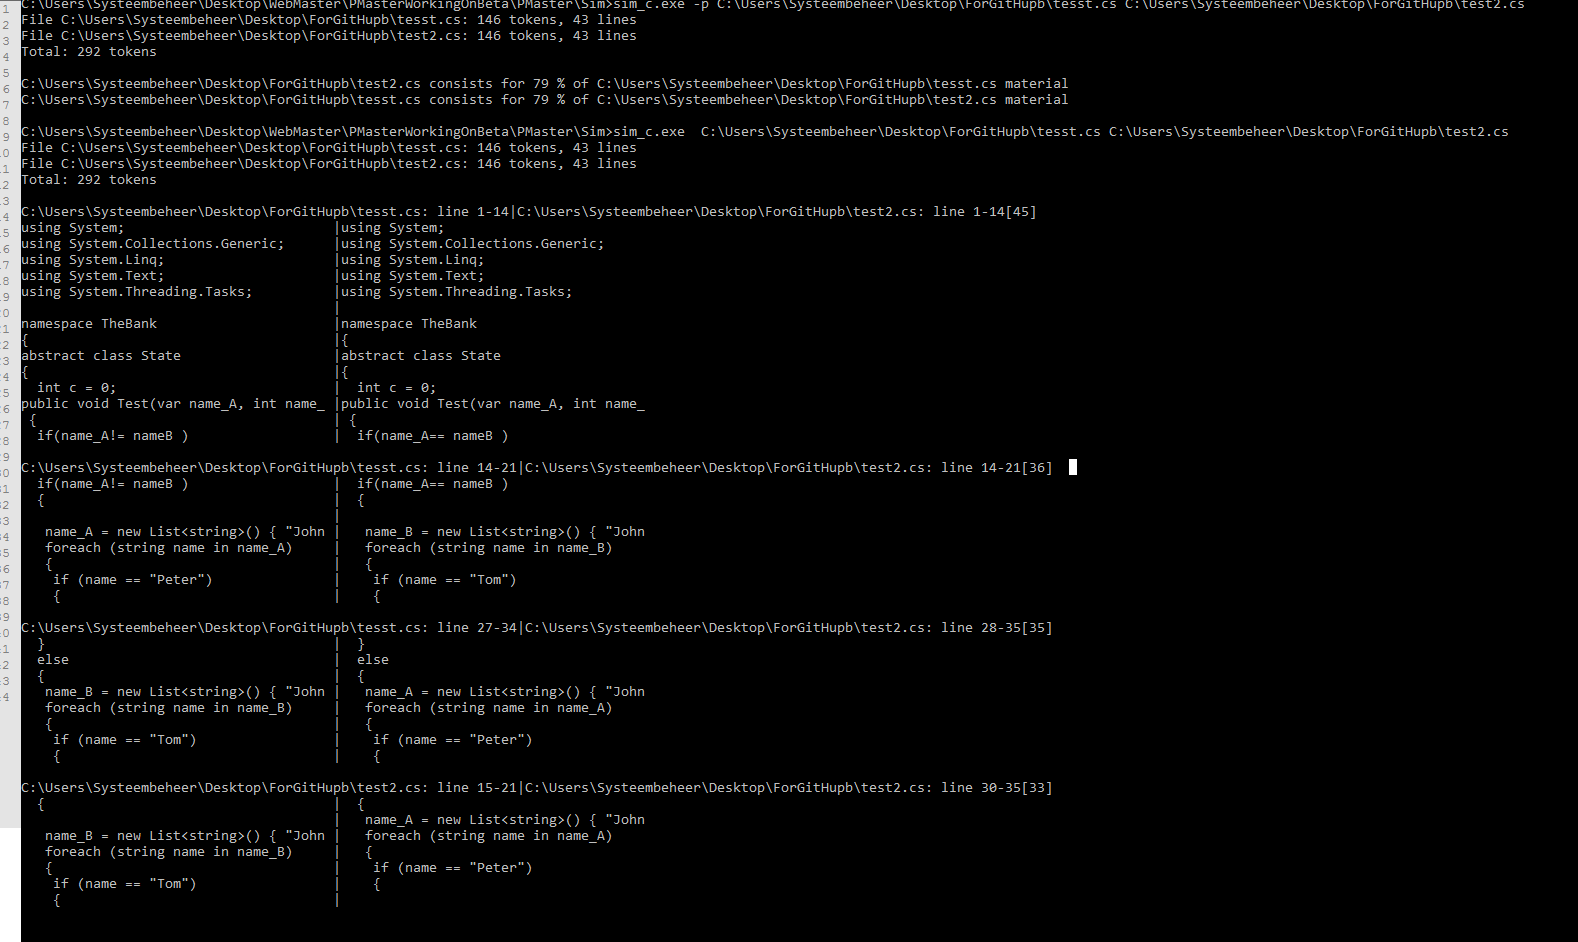 C:\Users\Systeembeheer\Desktop\WebMaster\PMasterWorkingOnBeta\PMaster\Sim>sim_c.exe -p C:\Users\Systeembeheer\Desktop\ForGitHupb\tesst.cs C:\Users\Systeembeheer\Desktop\ForGitHupb\test2.cs
File C:\Users\Systeembeheer\Desktop\ForGitHupb\tesst.cs: 146 tokens, 43 lines
File C:\Users\Systeembeheer\Desktop\ForGitHupb\test2.cs: 146 tokens, 43 lines
Total: 292 tokens

C:\Users\Systeembeheer\Desktop\ForGitHupb\test2.cs consists for 79 % of C:\Users\Systeembeheer\Desktop\ForGitHupb\tesst.cs material
C:\Users\Systeembeheer\Desktop\ForGitHupb\tesst.cs consists for 79 % of C:\Users\Systeembeheer\Desktop\ForGitHupb\test2.cs material

C:\Users\Systeembeheer\Desktop\WebMaster\PMasterWorkingOnBeta\PMaster\Sim>sim_c.exe  C:\Users\Systeembeheer\Desktop\ForGitHupb\tesst.cs C:\Users\Systeembeheer\Desktop\ForGitHupb\test2.cs
File C:\Users\Systeembeheer\Desktop\ForGitHupb\tesst.cs: 146 tokens, 43 lines
File C:\Users\Systeembeheer\Desktop\ForGitHupb\test2.cs: 146 tokens, 43 lines
Total: 292 tokens

C:\Users\Systeembeheer\Desktop\ForGitHupb\tesst.cs: line 1-14|C:\Users\Systeembeheer\Desktop\ForGitHupb\test2.cs: line 1-14[45]
using System;                          |using System;
using System.Collections.Generic;      |using System.Collections.Generic;
using System.Linq;                     |using System.Linq;
using System.Text;                     |using System.Text;
using System.Threading.Tasks;          |using System.Threading.Tasks;
                                       |
namespace TheBank                      |namespace TheBank
{                                      |{
abstract class State                   |abstract class State
{                                      |{
  int c = 0;                           |  int c = 0;
public void Test(var name_A, int name_ |public void Test(var name_A, int name_
 {                                     | {
  if(name_A!= nameB )                  |  if(name_A== nameB )

C:\Users\Systeembeheer\Desktop\ForGitHupb\tesst.cs: line 14-21|C:\Users\Systeembeheer\Desktop\ForGitHupb\test2.cs: line 14-21[36]
  if(name_A!= nameB )                  |  if(name_A== nameB )
  {                                    |  {
                                       |
   name_A = new List<string>() { "John |   name_B = new List<string>() { "John
   foreach (string name in name_A)     |   foreach (string name in name_B)
   {                                   |   {
    if (name == "Peter")               |    if (name == "Tom")
    {                                  |    {

C:\Users\Systeembeheer\Desktop\ForGitHupb\tesst.cs: line 27-34|C:\Users\Systeembeheer\Desktop\ForGitHupb\test2.cs: line 28-35[35]
  }                                    |  }
  else                                 |  else
  {                                    |  {
   name_B = new List<string>() { "John |   name_A = new List<string>() { "John
   foreach (string name in name_B)     |   foreach (string name in name_A)
   {                                   |   {
    if (name == "Tom")                 |    if (name == "Peter")
    {                                  |    {

C:\Users\Systeembeheer\Desktop\ForGitHupb\test2.cs: line 15-21|C:\Users\Systeembeheer\Desktop\ForGitHupb\test2.cs: line 30-35[33]
  {                                    |  {
                                       |   name_A = new List<string>() { "John
   name_B = new List<string>() { "John |   foreach (string name in name_A)
   foreach (string name in name_B)     |   {
   {                                   |    if (name == "Peter")
    if (name == "Tom")                 |    {
    {                                  |